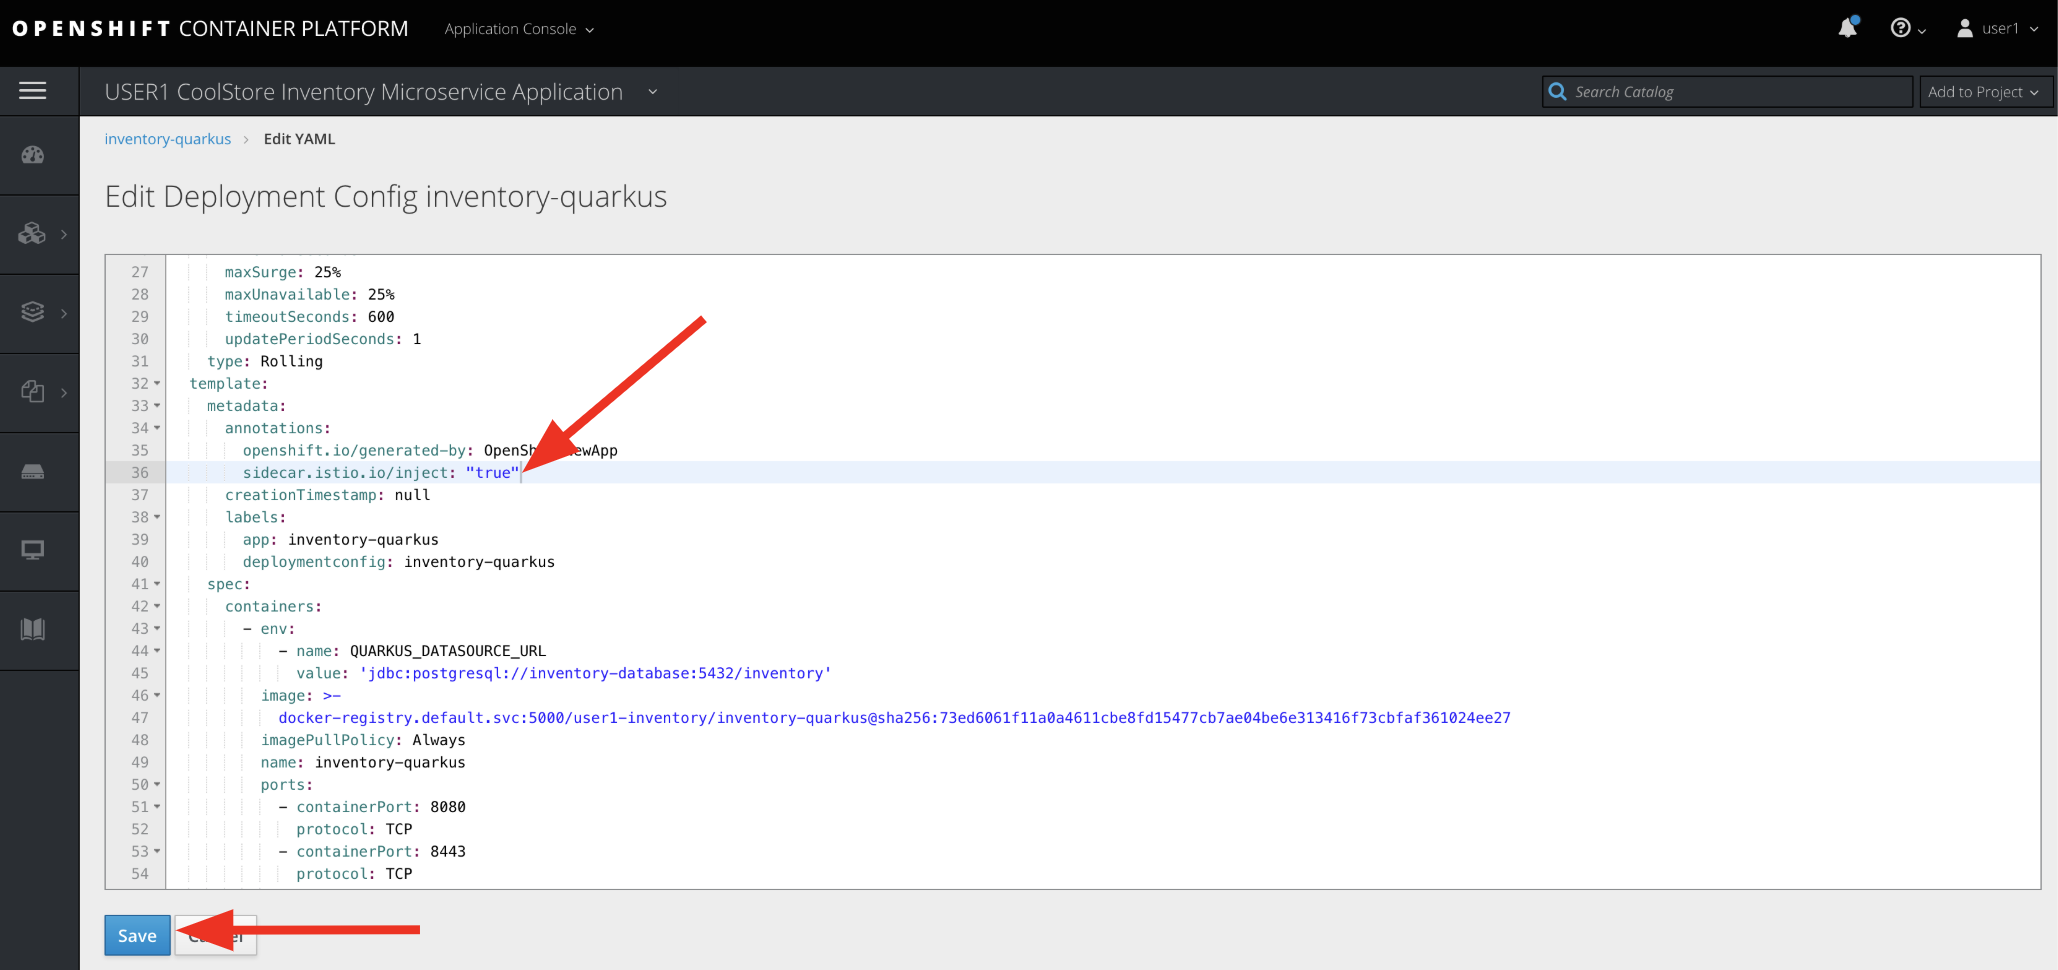 OPENSHIFT CONTAINER PLATFORM Application Console user1
USER1 CoolStore Inventory Microservice Application Search Catalog Add to Project
inventory-quarkus > Edit YAML
Edit Deployment Config inventory-quarkus
27 maxSurge: 25%
28 maxUnavailable: 25%
29 timeoutSeconds: 600
30 updatePeriodSeconds: 1
31 type: Rolling
32 template:
33 metadata:
34 annotations:
35 openshift.io/generated-by:
36 sidecar.istio.io/inject: "true"
37 creationTimestamp: null
38 labels:
39 app: inventory-quarkus
40 deploymentconfig: inventory-quarkus
41 spec:
42 containers:
43 - env:
44 - name: QUARKUS_DATASOURCE_URL
45 value: 'jdbc:postgresql://inventory-database:5432/inventory'
46 image: >-
47 docker-registry.default.svc:5000/user1-inventory/inventory-quarkus@sha256:73ed6061f11a0a4611cbe8fd15477cb7ae04be6e313416f73cbfaf361024ee27
48 imagePullPolicy: Always
49 name: inventory-quarkus
50 ports:
51 - containerPort: 8080
52 protocol: TCP
53 - containerPort: 8443
54 protocol: TCP
Save